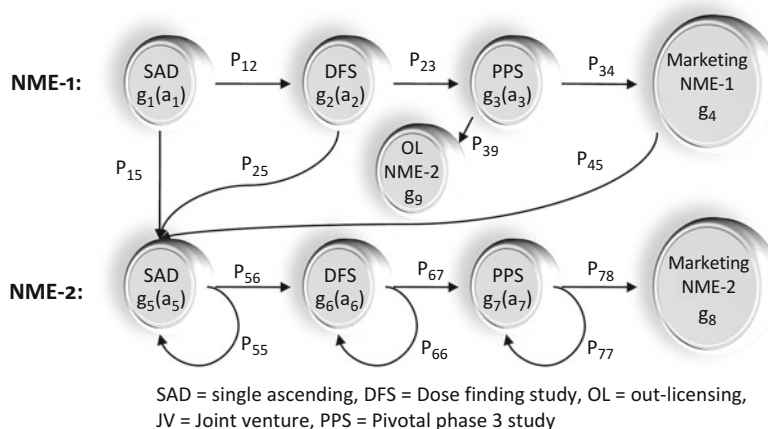 NME-1:
SAD
g1(a1)
P12
DFS
g2(a2)
P23
PPS
g3(a3)
P34
Marketing
NME-1
g4
P15
P25
OL
NME-2
g9
P39
P45
NME-2:
SAD
g5(a5)
P56
DFS
g6(a6)
P67
PPS
g7(a7)
P78
Marketing
NME-2
g8
P55
P66
P77
SAD = single ascending, DFS = Dose finding study, OL = out-licensing,
JV = Joint venture, PPS = Pivotal phase 3 study